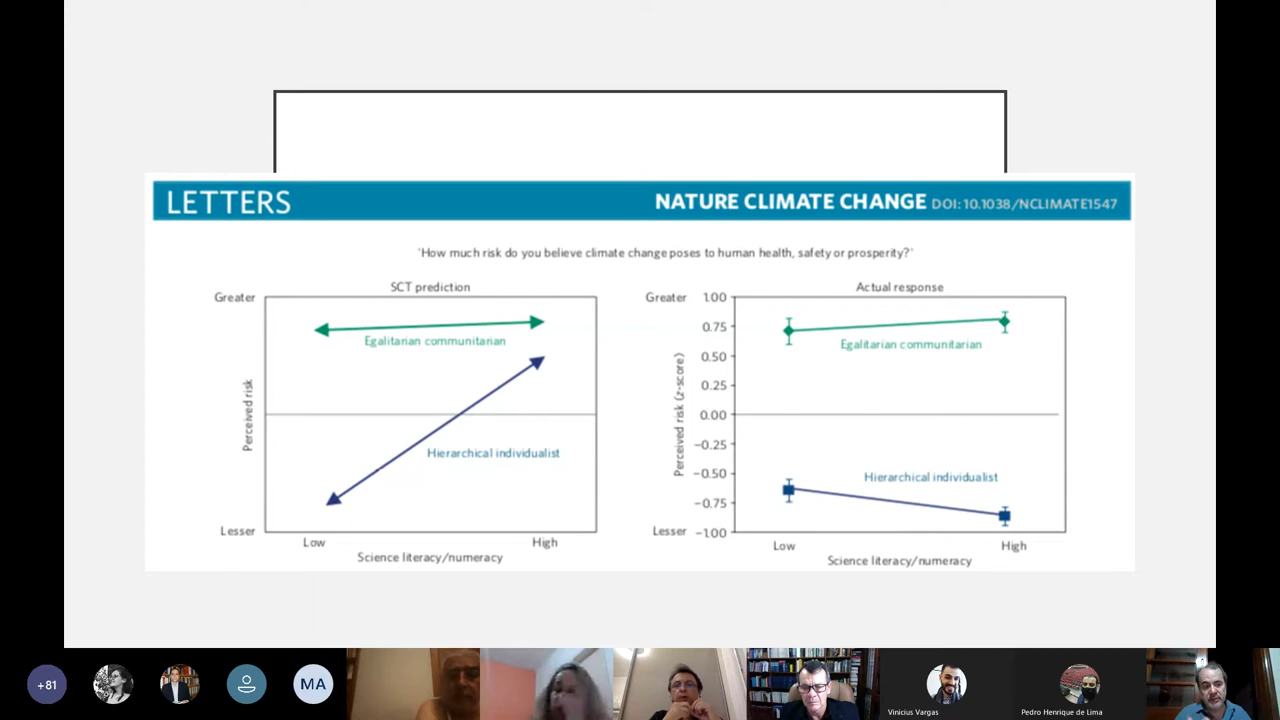 LETTERS
NATURE CLIMATE CHANGE DOI: 10.1038/NCLIMATE1547
'How much risk do you believe climate change poses to human health, safety or prosperity?'
SCT prediction
Greater
Egalitarian communitarian
Perceived risk
Hierarchical individualist
Lesser
Low
High
Science literacy/numeracy
Actual response
Greater
1.00
0.75
0.50
0.25
0.00
−0.25
−0.50
−0.75
−1.00
Egalitarian communitarian
Perceived risk (z-score)
Hierarchical individualist
Lesser
Low
High
Science literacy/numeracy
+81
MA
Vinicius Vargas
Pedro Henrique de Lima